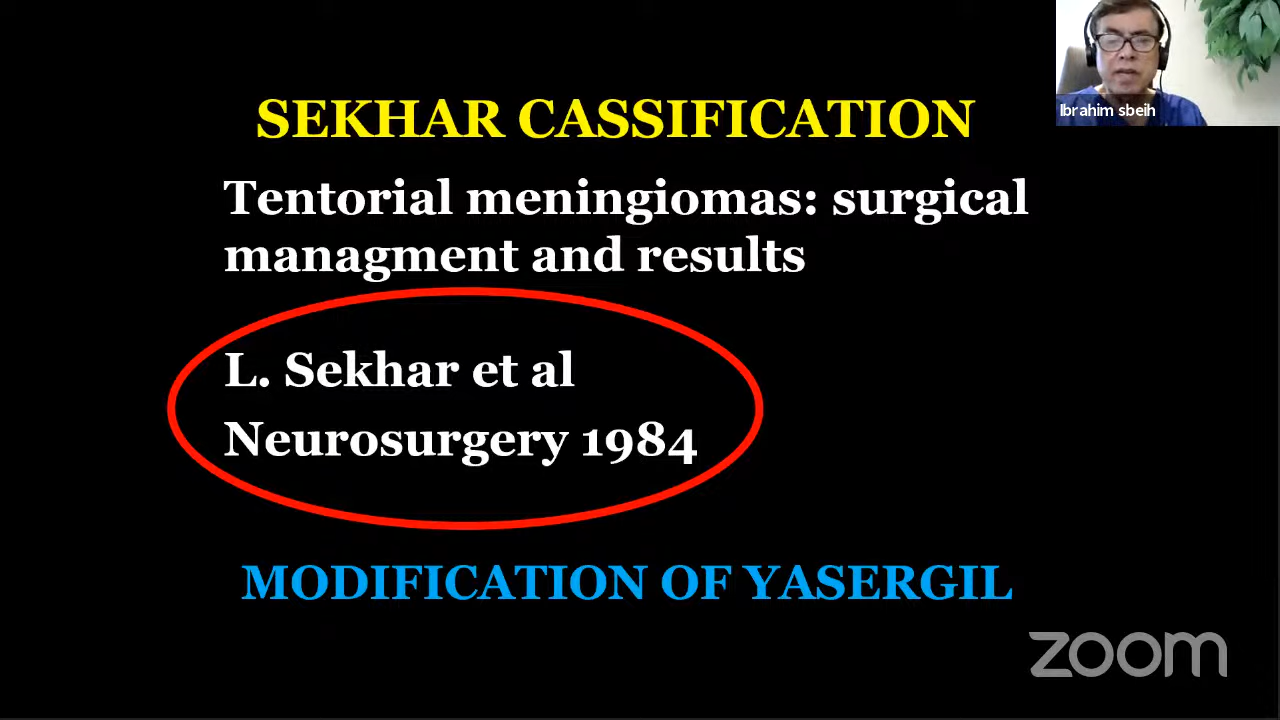 SEKHAR CASSIFICATION
Tentorial meningiomas: surgical
managment and results
L. Sekhar et al
Neurosurgery 1984
MODIFICATION OF YASERGIL
Ibrahim sbeih
zoom